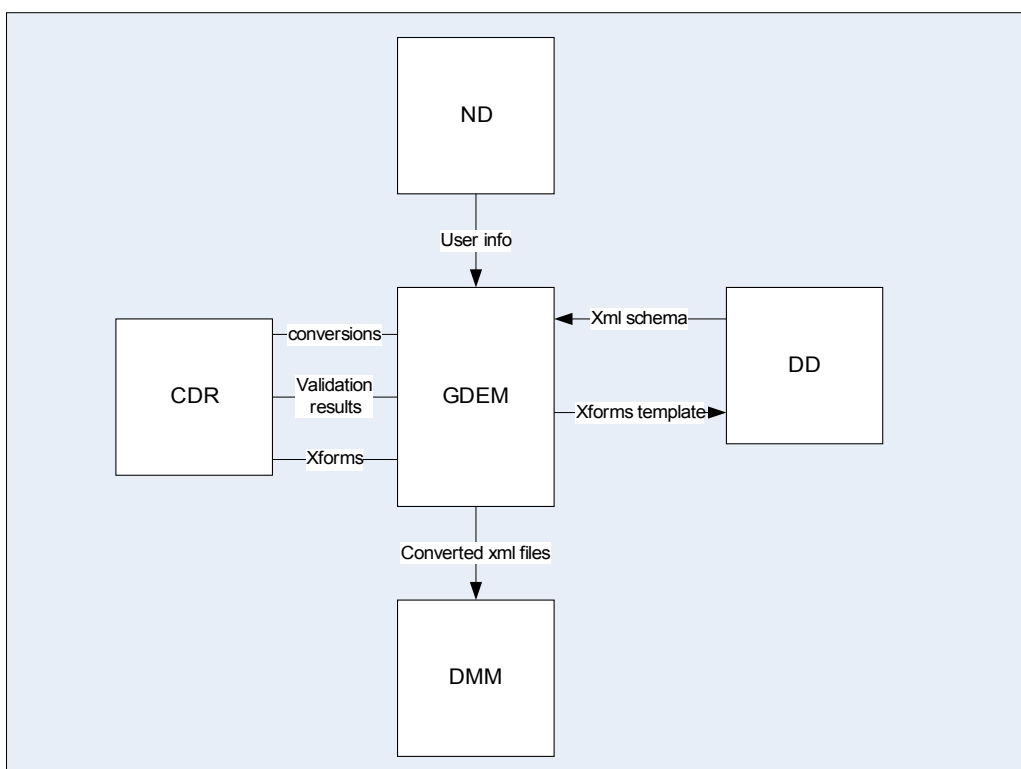 ND
User info
conversions
Xml schema
CDR
Validation
results
GDEM
DD
Xforms template
Xforms
Converted xml files
DMM